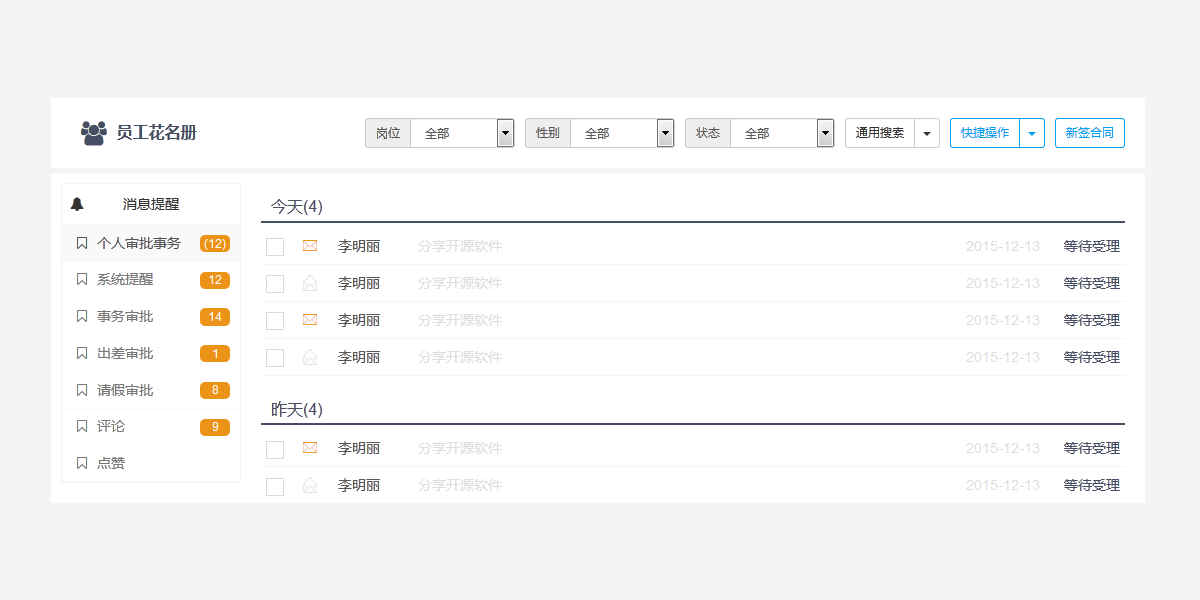 员工花名册 岗位 全部 性别 全部 状态 全部 通用搜索 快捷操作 新签合同
消息提醒
个人审批事务 (12)
系统提醒 12
事务审批 14
出差审批 1
请假审批 8
评论 9
点赞
今天(4)
李明丽 分享开源软件 2015-12-13 等待受理
李明丽 分享开源软件 2015-12-13 等待受理
李明丽 分享开源软件 2015-12-13 等待受理
李明丽 分享开源软件 2015-12-13 等待受理
昨天(4)
李明丽 分享开源软件 2015-12-13 等待受理
李明丽 分享开源软件 2015-12-13 等待受理